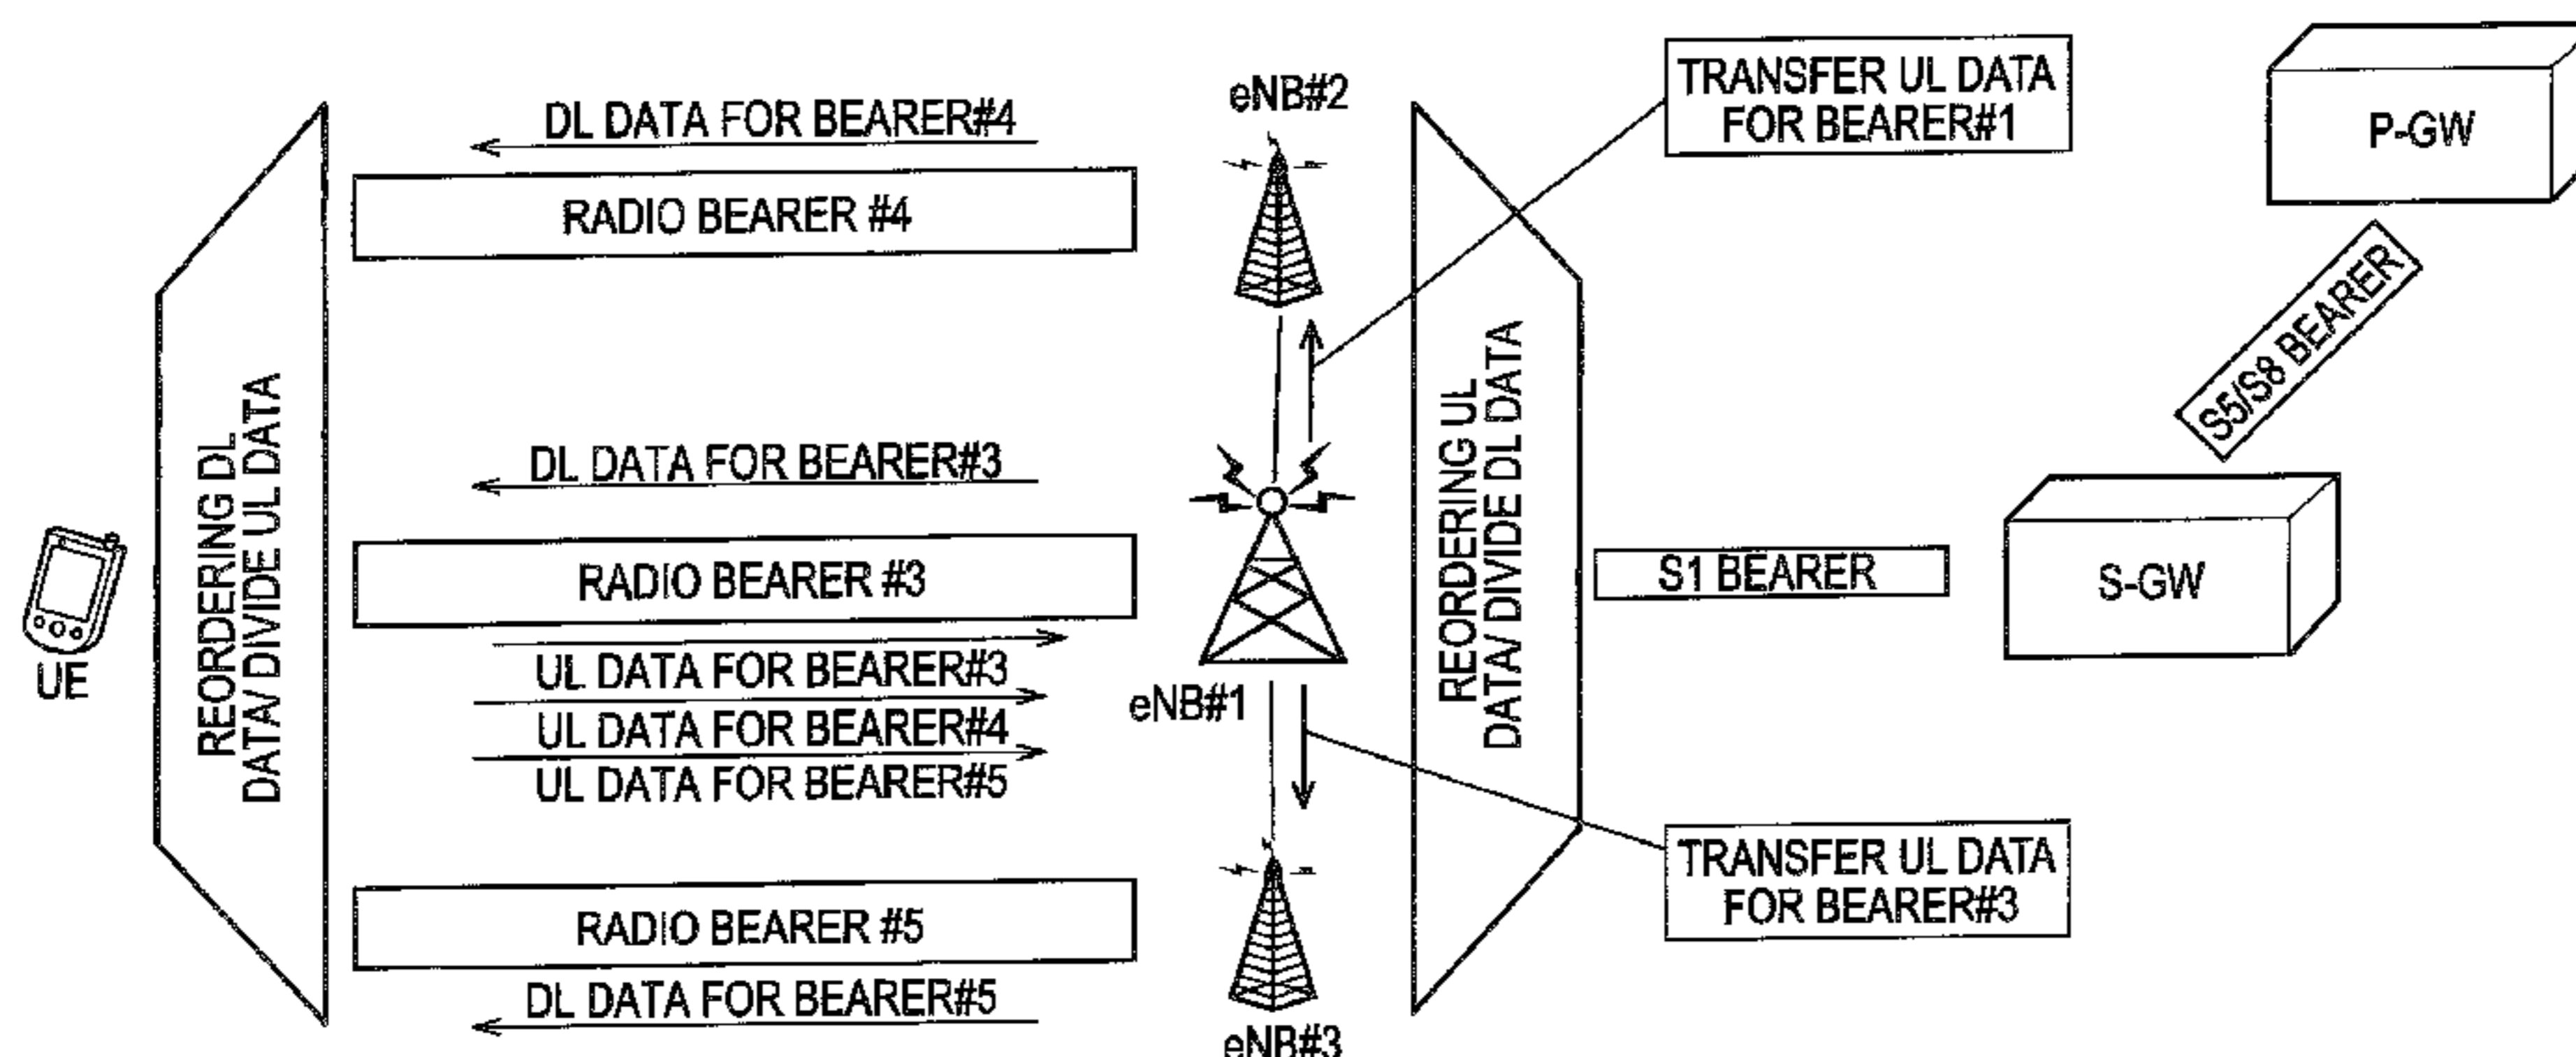 DL DATA FOR BEARER#4
RADIO BEARER #4
eNB#2
TRANSFER UL DATA
FOR BEARER#1
P-GW
S5/S8 BEARER
UE
REORDERING DL
DATA/ DIVIDE UL DATA
DL DATA FOR BEARER#3
RADIO BEARER #3
UL DATA FOR BEARER#3
UL DATA FOR BEARER#4
UL DATA FOR BEARER#5
eNB#1
REORDERING UL
DATA/ DIVIDE DL DATA
S1 BEARER
S-GW
RADIO BEARER #5
DL DATA FOR BEARER#5
eNB#3
TRANSFER UL DATA
FOR BEARER#3